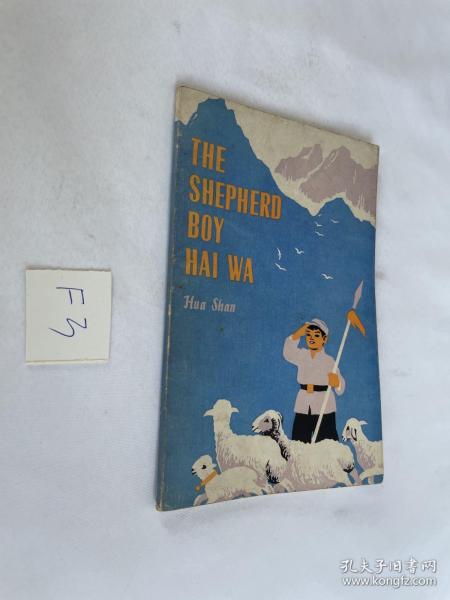 THE
SHEPHERD
BOY
HAI WA
Hua Shan
F3
孔夫子旧书网
www.kongfz.com